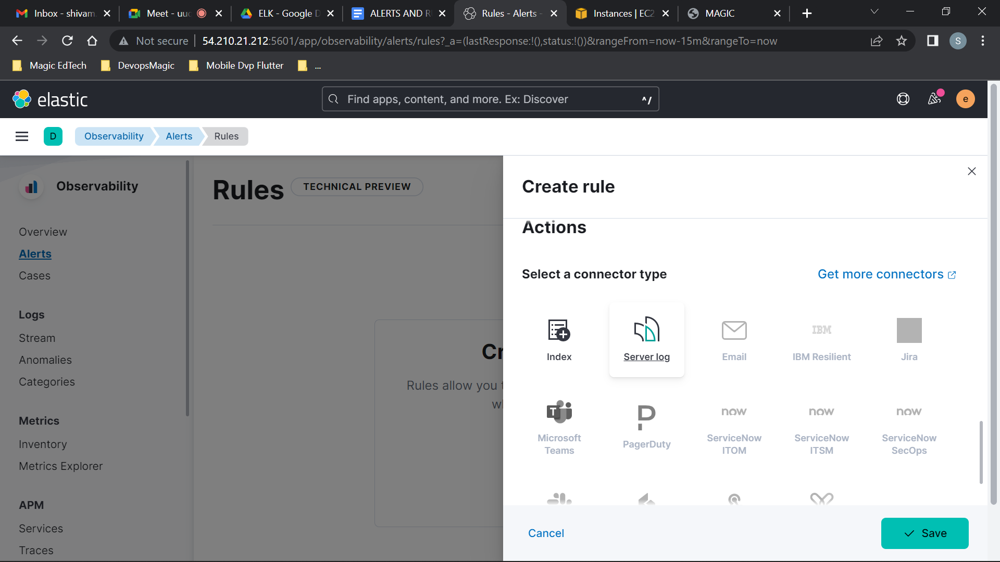 Inbox - shivam.
Meet - uuc
ELK - Google D
ALERTS AND R
Rules - Alerts -
Instances | EC2
MAGIC
Not secure
54.210.21.212:5601/app/observability/alerts/rules?_a=(lastResponse:!(),status:!())&rangeFrom=now-15m&rangeTo=now
S
Magic EdTech
DevopsMagic
Mobile Dvp Flutter
...
elastic
Find apps, content, and more. Ex: Discover
^/
e
D
Observability
Alerts
Rules
Observability
Overview
Alerts
Cases
Logs
Stream
Anomalies
Categories
Metrics
Inventory
Metrics Explorer
APM
Services
Traces
Rules
TECHNICAL PREVIEW
Cr
Rules allow you t
wh
Create rule
Actions
Select a connector type
Get more connectors
Index
Server log
Email
IBM
IBM Resilient
Jira
T
Microsoft
Teams
P
PagerDuty
now
ServiceNow
ITOM
now
ServiceNow
ITSM
now
ServiceNow
SecOps
Cancel
Save